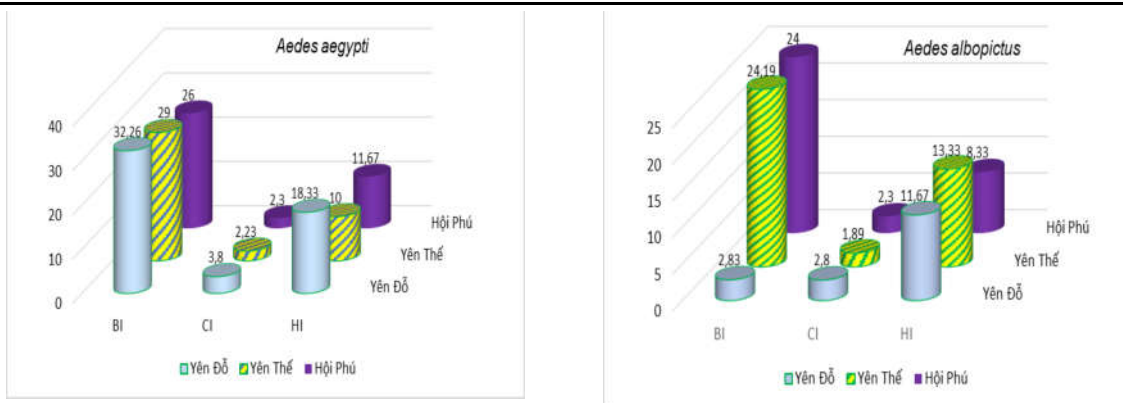 Aedes aegypti
40
30
20
10
0
32,26
29
26
3,8
2,23
2,3
18,33
10
11,67
Hội Phú
Yên Thế
Yên Đỗ
BI CI HI
Yên Đỗ Yên Thế Hội Phú
Aedes albopictus
25
20
15
10
5
0
2,83
24,19
24
2,8
1,89
2,3
11,67
13,33
8,33
Hội Phú
Yên Thế
Yên Đỗ
BI CI HI
Yên Đỗ Yên Thế Hội Phú